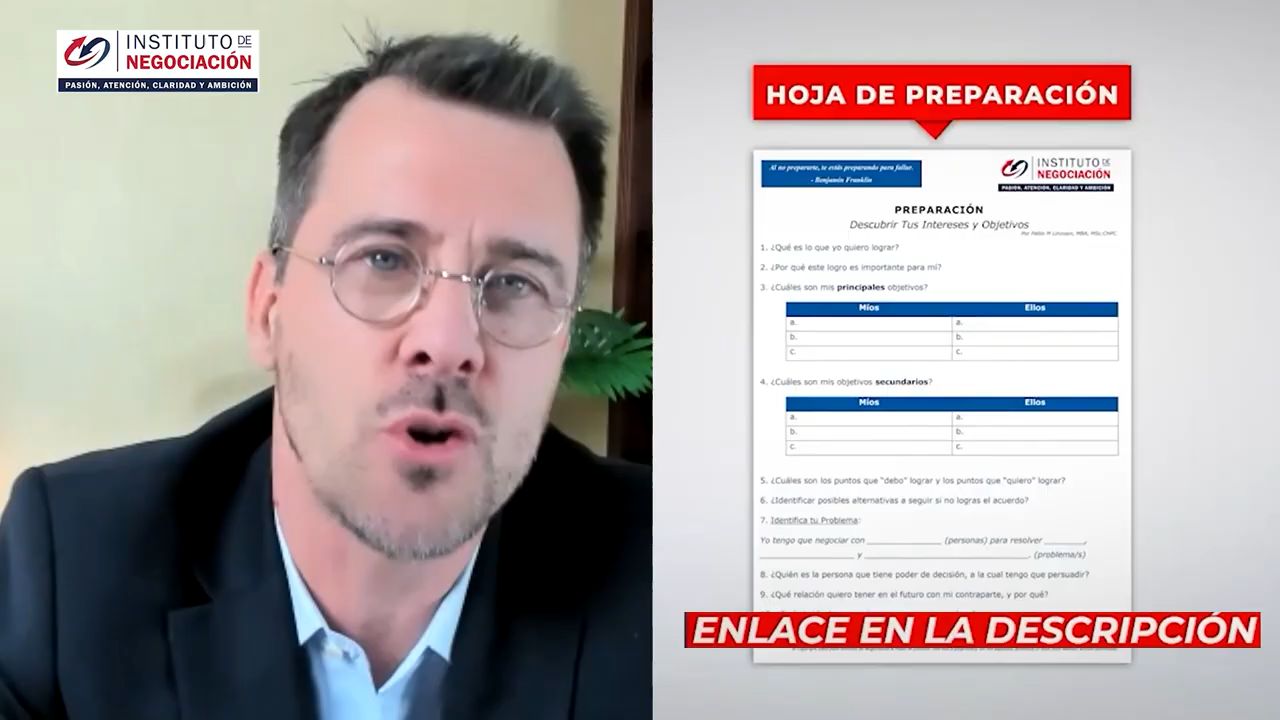 INSTITUTO DE
NEGOCIACIÓN
PASIÓN, ATENCIÓN, CLARIDAD Y AMBICIÓN
HOJA DE PREPARACIÓN
Al no prepararte, te estás preparando para fallar.
- Benjamin Franklin
INSTITUTO DE
NEGOCIACIÓN
PASIÓN, ATENCIÓN, CLARIDAD Y AMBICIÓN
PREPARACIÓN
Descubrir Tus Intereses y Objetivos
1. ¿Qué es lo que yo quiero lograr?
2. ¿Por qué este logro es importante para mí?
3. ¿Cuáles son mis principales objetivos?
Míos Ellos
a. a.
b. b.
c. c.
4. ¿Cuáles son mis objetivos secundarios?
Míos Ellos
a. a.
b. b.
c. c.
5. ¿Cuáles son los puntos que "debo" lograr y los puntos que "quiero" lograr?
6. ¿Identificar posibles alternativas a seguir si no logras el acuerdo?
7. Identifica tu Problema:
Yo tengo que negociar con _______________ (personas) para resolver ________,
___________________ y _________________________________. (problema/s)
8. ¿Quién es la persona que tiene poder de decisión, a la cual tengo que persuadir?
9. ¿Qué relación quiero tener en el futuro con mi contraparte, y por qué?
ENLACE EN LA DESCRIPCIÓN